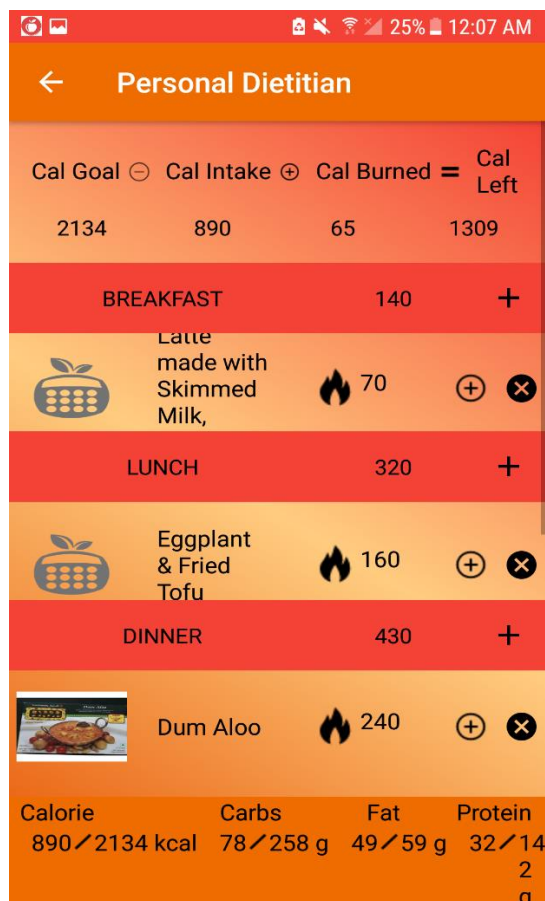 25% 12:07 AM
Personal Dietitian
Cal Goal ⊖ Cal Intake ⊕ Cal Burned = Cal Left
2134 890 65 1309
BREAKFAST 140 +
Latte
made with
Skimmed
Milk,
70
LUNCH 320 +
Eggplant
& Fried
Tofu
160
DINNER 430 +
Dum Aloo 240
Calorie Carbs Fat Protein
890/2134 kcal 78/258 g 49/59 g 32/14
2
g